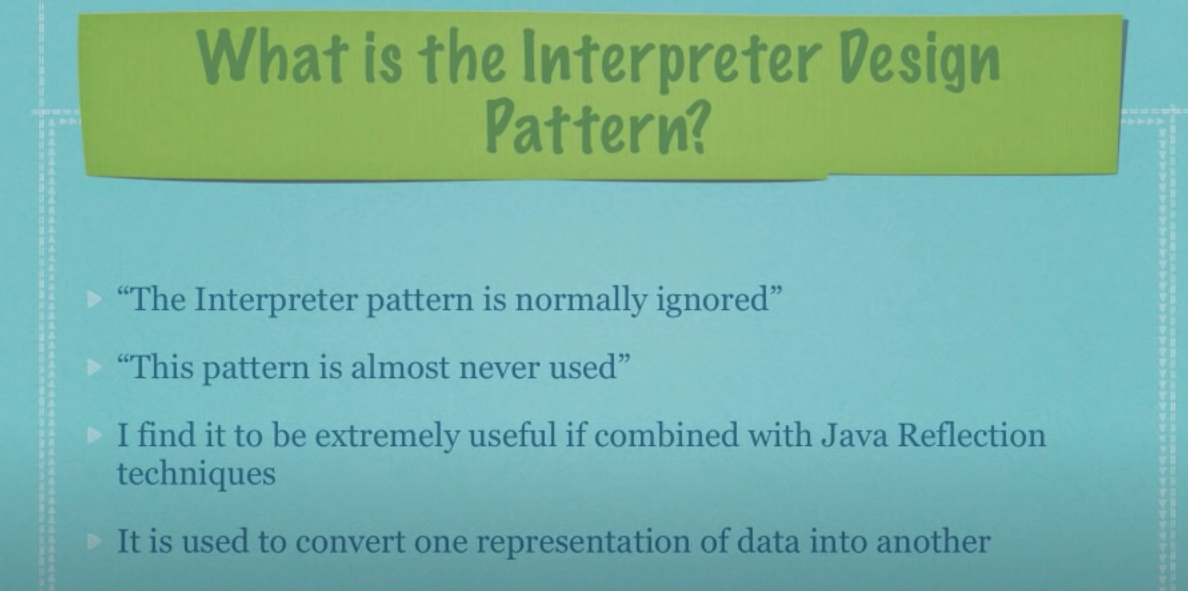 What is the Interpreter Design
Pattern?
“The Interpreter pattern is normally ignored”
“This pattern is almost never used”
I find it to be extremely useful if combined with Java Reflection
techniques
It is used to convert one representation of data into another